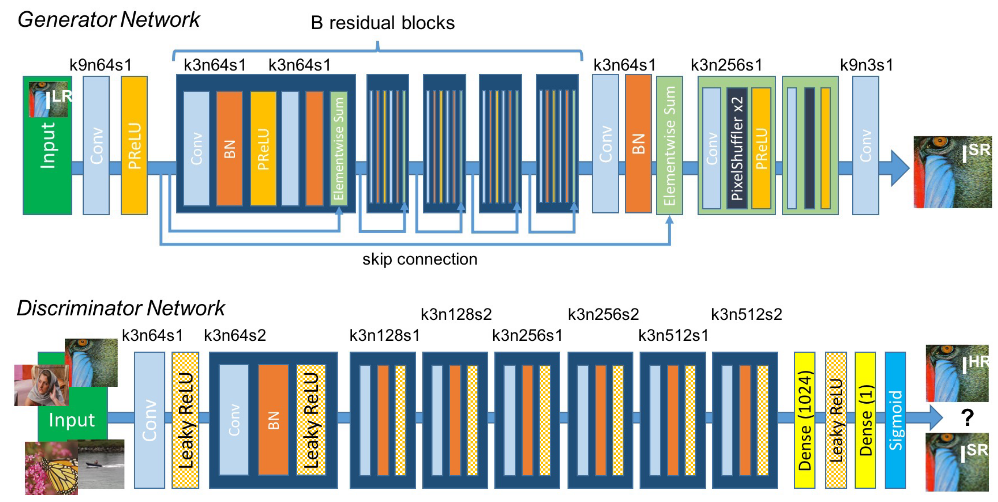 Generator Network
B residual blocks
k9n64s1
k3n64s1
k3n64s1
k3n64s1
k3n256s1
k9n3s1
Input
I LR
Conv
PReLU
Conv
BN
PReLU
Elementwise Sum
Conv
BN
Elementwise Sum
Conv
PixelShuffler x2
PReLU
Conv
I SR
skip connection
Discriminator Network
k3n64s1
k3n64s2
k3n128s1
k3n128s2
k3n256s1
k3n256s2
k3n512s1
k3n512s2
Input
Conv
Leaky ReLU
Conv
BN
Leaky ReLU
Dense (1024)
Leaky ReLU
Dense (1)
Sigmoid
I HR
?
I SR